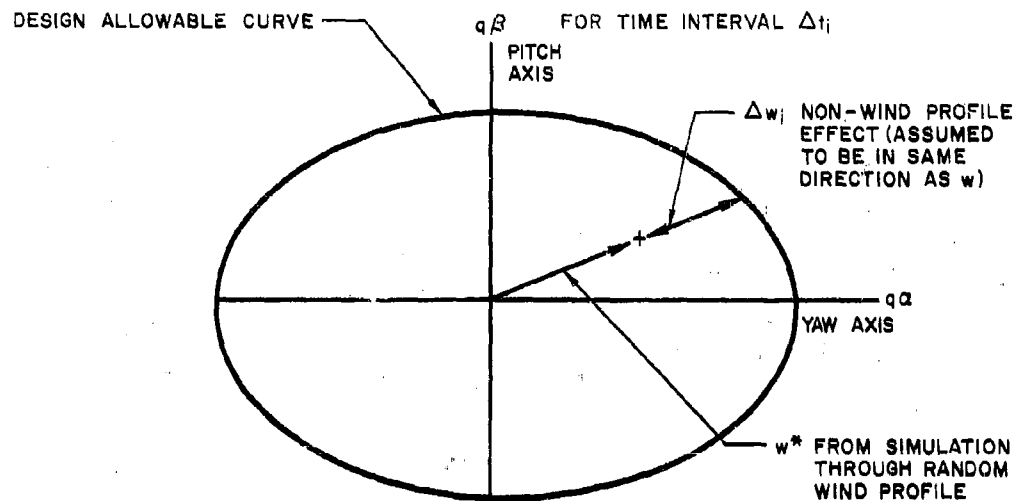 DESIGN ALLOWABLE CURVE
qβ FOR TIME INTERVAL Δti
PITCH
AXIS
Δwi NON-WIND PROFILE
EFFECT (ASSUMED
TO BE IN SAME
DIRECTION AS w)
qα
YAW AXIS
w* FROM SIMULATION
THROUGH RANDOM
WIND PROFILE